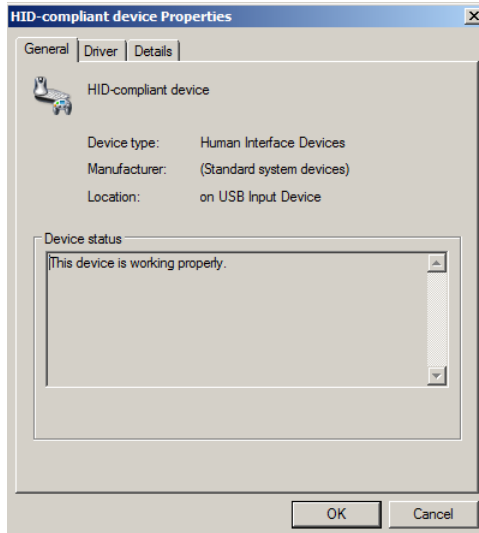 HID-compliant device Properties
General Driver Details
HID-compliant device
Device type: Human Interface Devices
Manufacturer: (Standard system devices)
Location: on USB Input Device
Device status
This device is working properly.
OK Cancel